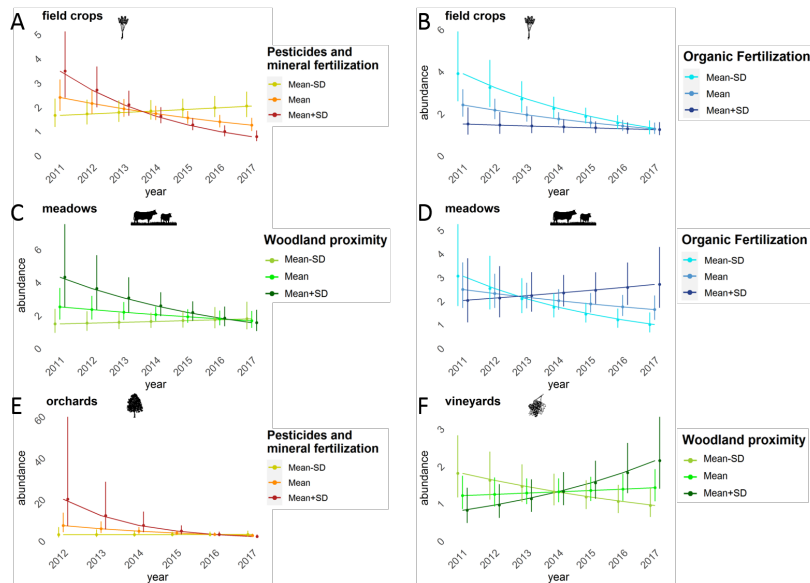 A field crops
5
4
3
2
1
0
abundance
2011 2012 2013 2014 2015 2016 2017
year
Pesticides and
mineral fertilization
Mean-SD
Mean
Mean+SD
B field crops
6
4
2
0
abundance
2011 2012 2013 2014 2015 2016 2017
year
Organic Fertilization
Mean-SD
Mean
Mean+SD
C meadows
6
4
2
0
abundance
2011 2012 2013 2014 2015 2016 2017
year
Woodland proximity
Mean-SD
Mean
Mean+SD
D meadows
5
4
3
2
1
0
abundance
2011 2012 2013 2014 2015 2016 2017
year
Organic Fertilization
Mean-SD
Mean
Mean+SD
E orchards
60
40
20
0
abundance
2012 2013 2014 2015 2016 2017
year
Pesticides and
mineral fertilization
Mean-SD
Mean
Mean+SD
F vineyards
3
2
1
0
abundance
2011 2012 2013 2014 2015 2016 2017
year
Woodland proximity
Mean-SD
Mean
Mean+SD